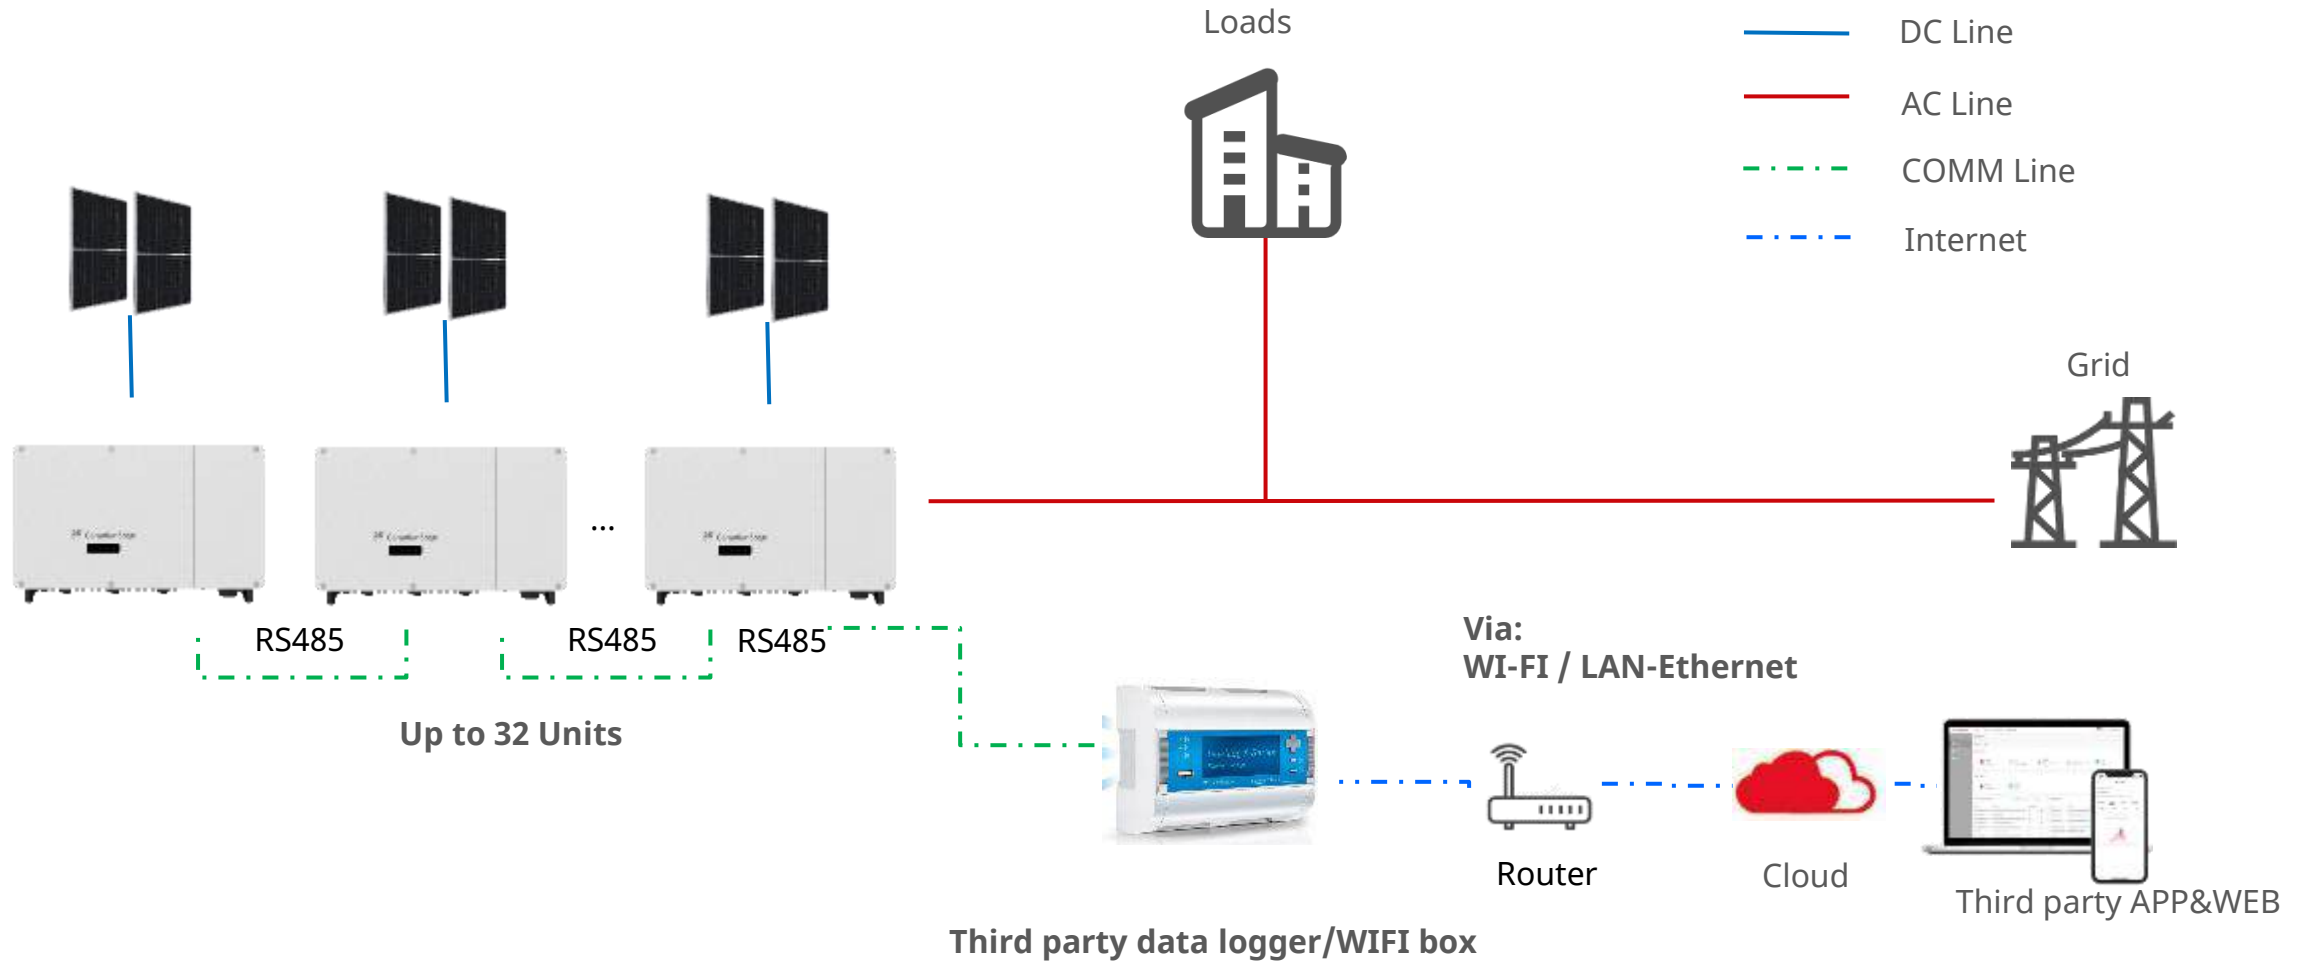 Loads
DC Line
AC Line
COMM Line
Internet
Grid
...
RS485
RS485
RS485
Up to 32 Units
Via:
WI-FI / LAN-Ethernet
Router
Cloud
Third party APP&WEB
Third party data logger/WIFI box